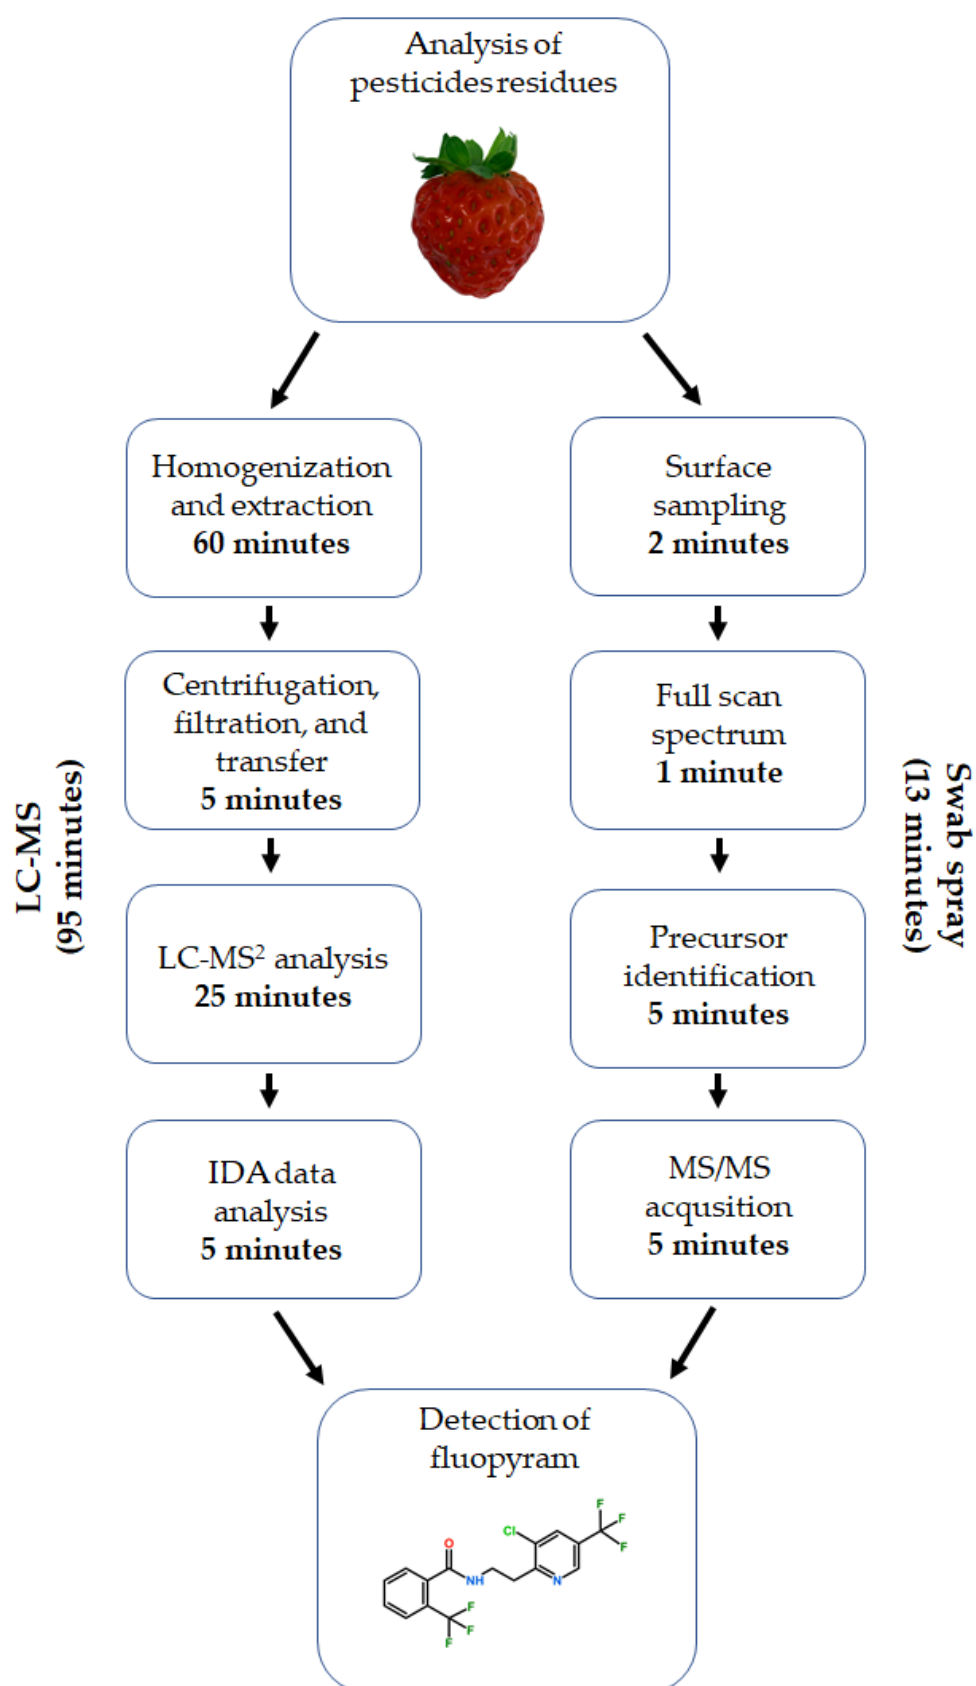 Analysis of
pesticides residues
Homogenization
and extraction
60 minutes
Centrifugation,
filtration, and
transfer
5 minutes
LC-MS² analysis
25 minutes
IDA data
analysis
5 minutes
LC-MS
(95 minutes)
Surface
sampling
2 minutes
Full scan
spectrum
1 minute
Precursor
identification
5 minutes
MS/MS
acqusition
5 minutes
Swab spray
(13 minutes)
Detection of
fluopyram
F
Cl
F
F
O
NH
N
F
F
F